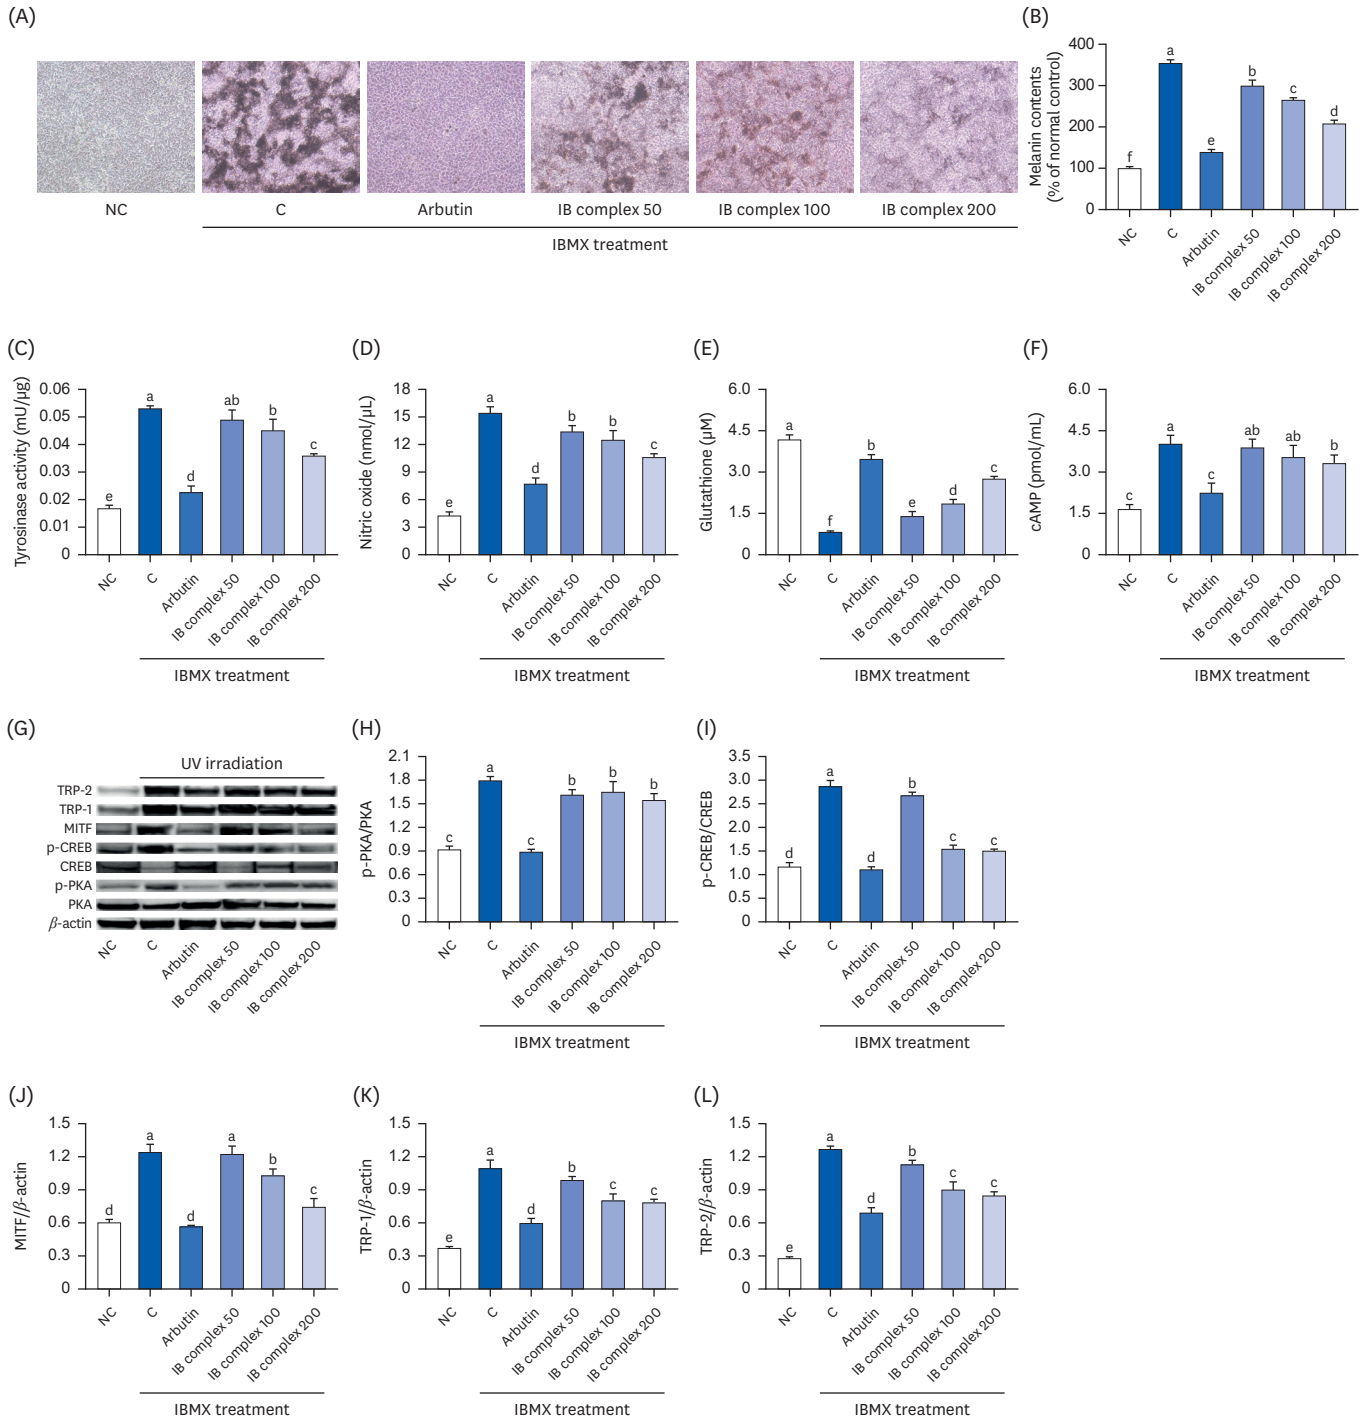 (A)
NC
C
Arbutin
IB complex 50
IB complex 100
IB complex 200
IBMX treatment
(B)
Melanin contents
(% of normal control)
400
300
200
100
0
f
a
e
b
c
d
NC
C
Arbutin
IB complex 50
IB complex 100
IB complex 200
(C)
Tyrosinase activity (mU/μg)
0.06
0.05
0.04
0.03
0.02
0.01
0
e
a
d
ab
b
c
NC
C
Arbutin
IB complex 50
IB complex 100
IB complex 200
IBMX treatment
(D)
Nitric oxide (nmol/μL)
18
15
12
9
6
3
0
e
a
d
b
b
c
NC
C
Arbutin
IB complex 50
IB complex 100
IB complex 200
IBMX treatment
(E)
Glutathione (μM)
6.0
4.5
3.0
1.5
0
a
f
b
e
d
c
NC
C
Arbutin
IB complex 50
IB complex 100
IB complex 200
IBMX treatment
(F)
cAMP (pmol/mL)
6.0
4.5
3.0
1.5
0
c
a
c
ab
ab
b
NC
C
Arbutin
IB complex 50
IB complex 100
IB complex 200
IBMX treatment
(G)
UV irradiation
TRP-2
TRP-1
MITF
p-CREB
CREB
p-PKA
PKA
β-actin
NC
C
Arbutin
IB complex 50
IB complex 100
IB complex 200
(H)
p-PKA/PKA
2.1
1.8
1.5
1.2
0.9
0.6
0.3
0
c
a
c
b
b
b
NC
C
Arbutin
IB complex 50
IB complex 100
IB complex 200
IBMX treatment
(I)
p-CREB/CREB
3.5
3.0
2.5
2.0
1.5
1.0
0.5
0
d
a
d
b
c
c
NC
C
Arbutin
IB complex 50
IB complex 100
IB complex 200
IBMX treatment
(J)
MITF/β-actin
1.5
1.2
0.9
0.6
0.3
0
d
a
d
a
b
c
NC
C
Arbutin
IB complex 50
IB complex 100
IB complex 200
IBMX treatment
(K)
TRP-1/β-actin
1.5
1.2
0.9
0.6
0.3
0
e
a
d
b
c
c
NC
C
Arbutin
IB complex 50
IB complex 100
IB complex 200
IBMX treatment
(L)
TRP-2/β-actin
1.5
1.2
0.9
0.6
0.3
0
e
a
d
b
c
c
NC
C
Arbutin
IB complex 50
IB complex 100
IB complex 200
IBMX treatment